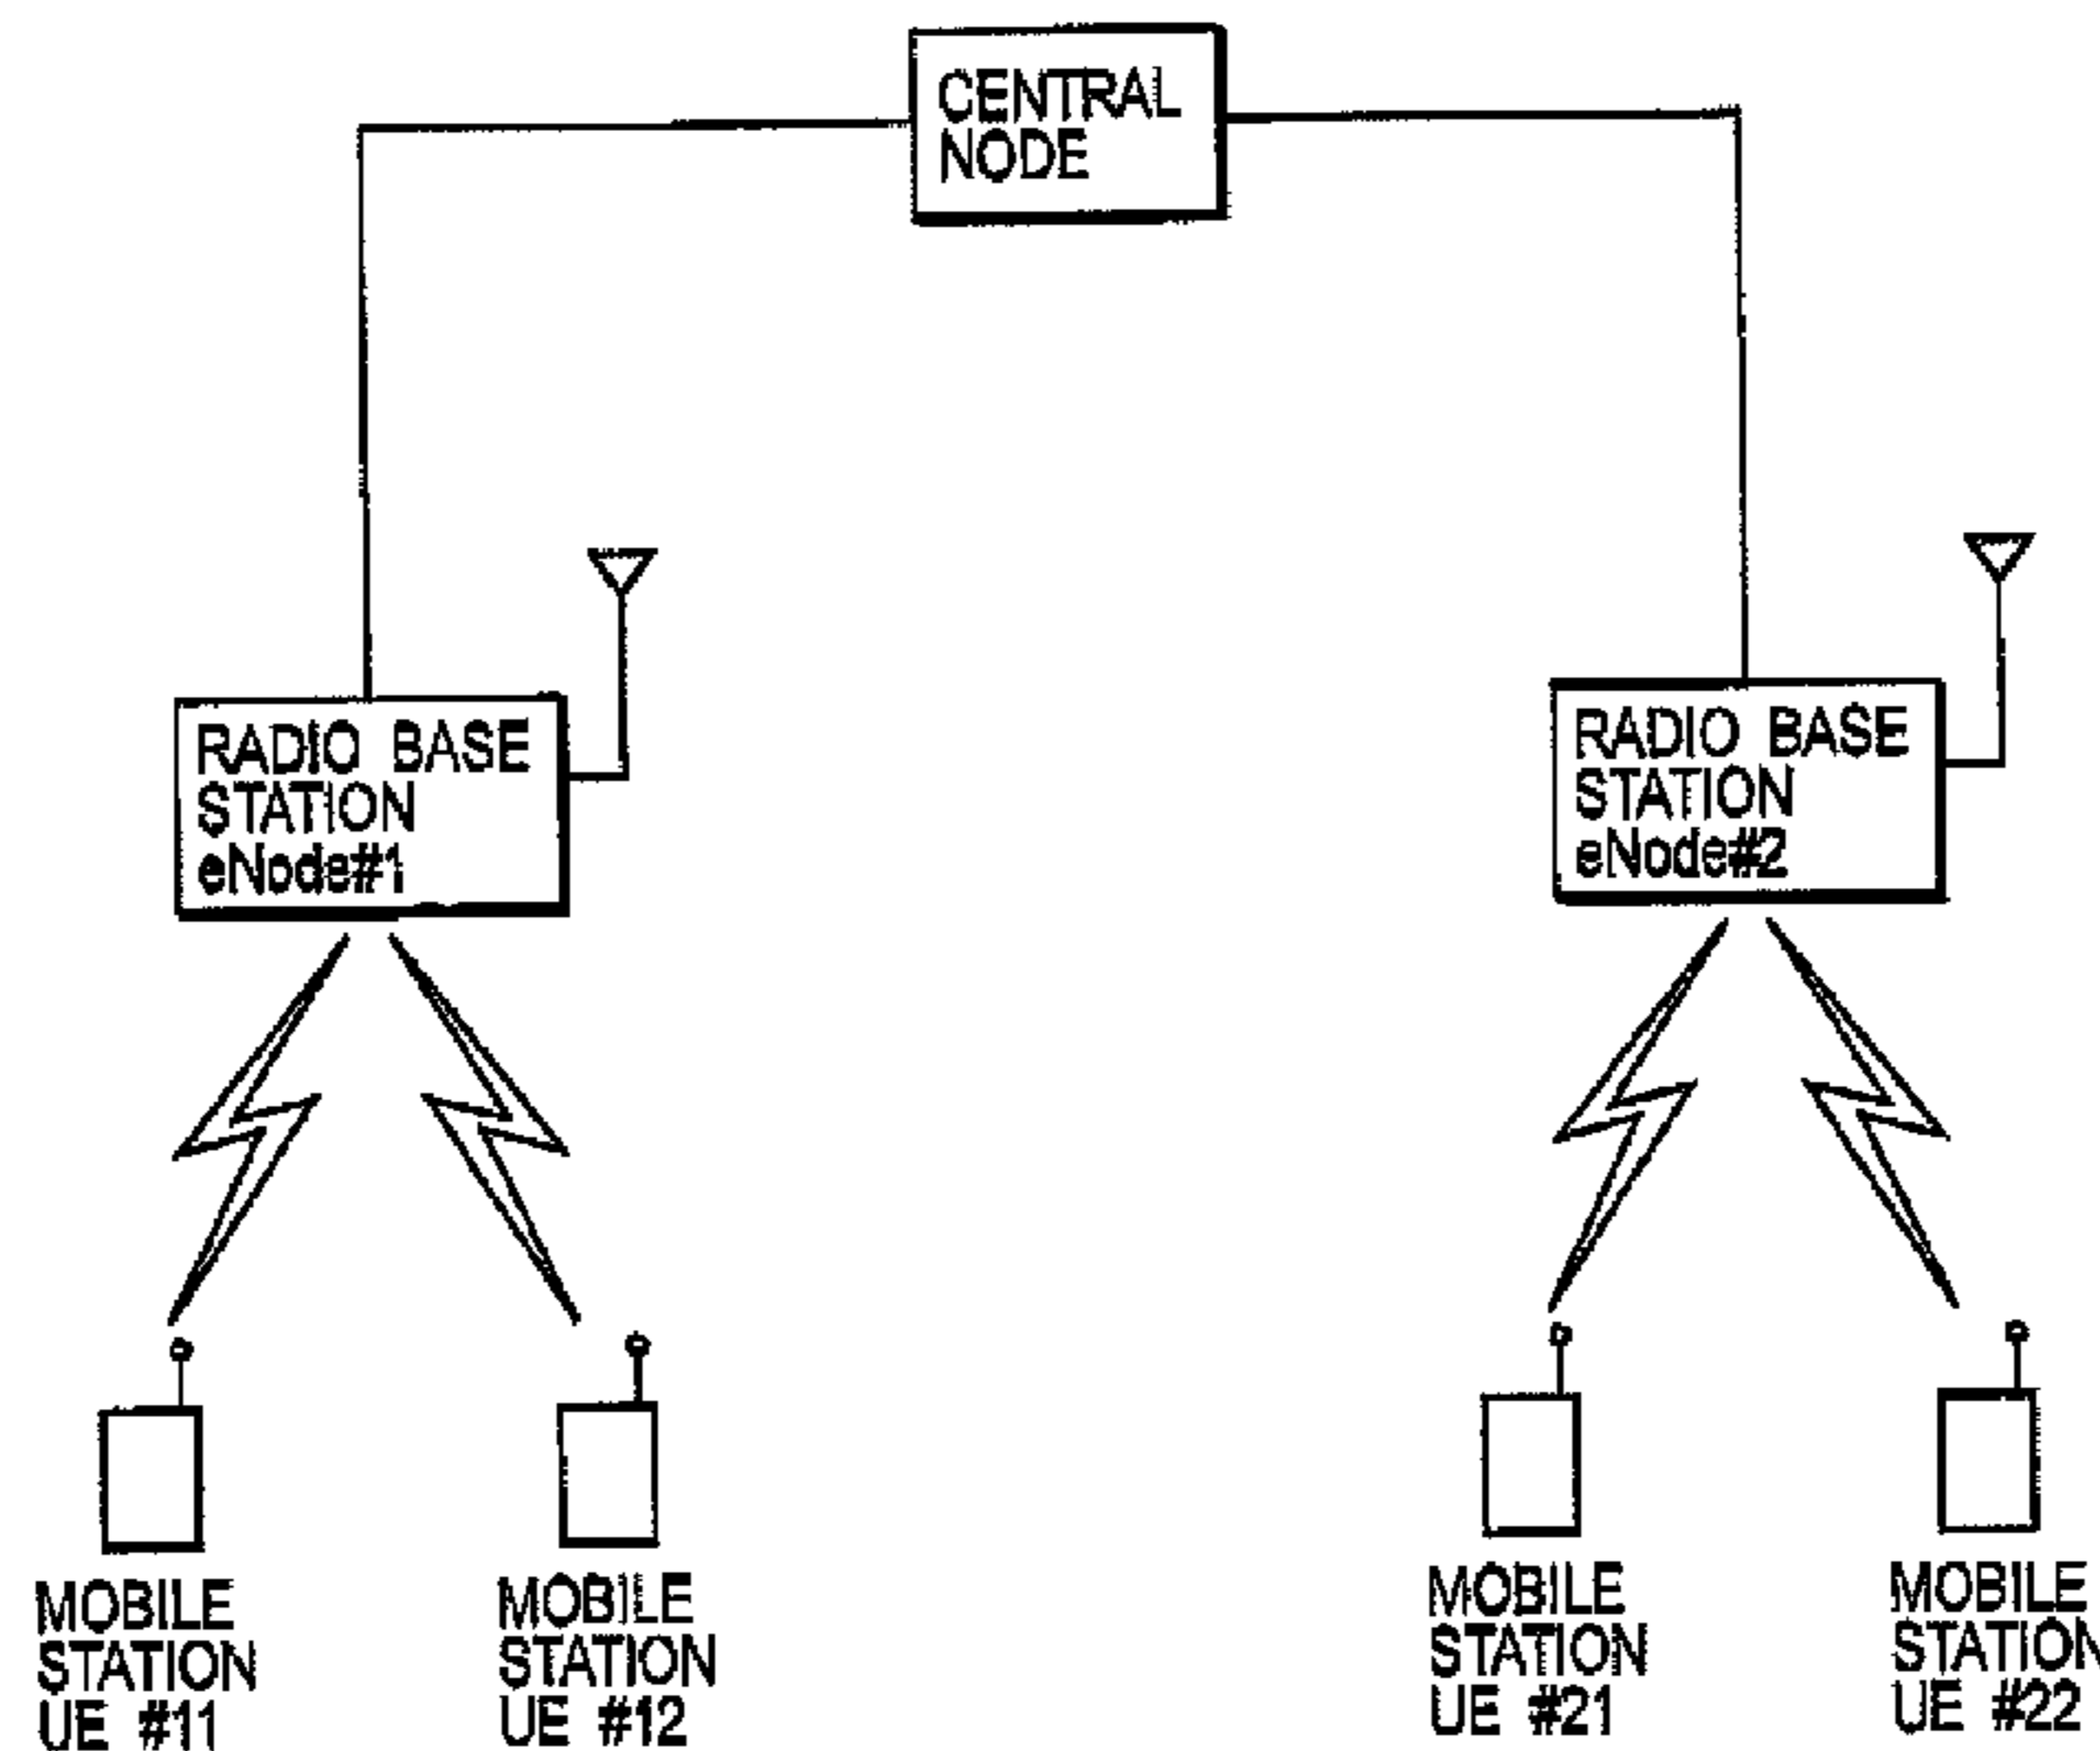 CENTRAL
NODE
RADIO BASE
STATION
eNode#1
RADIO BASE
STATION
eNode#2
MOBILE
STATION
UE #11
MOBILE
STATION
UE #12
MOBILE
STATION
UE #21
MOBILE
STATION
UE #22